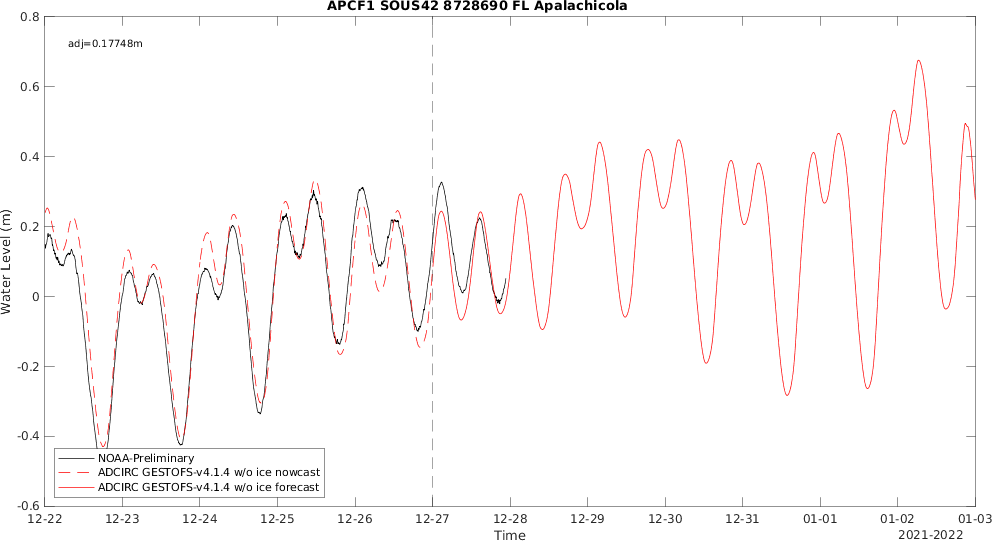 APCF1 SOUS42 8728690 FL Apalachicola
adj=0.17748m
Water Level (m)
0.8
0.6
0.4
0.2
0
-0.2
-0.4
-0.6
NOAA-Preliminary
ADCIRC GESTOFS-v4.1.4 w/o ice nowcast
ADCIRC GESTOFS-v4.1.4 w/o ice forecast
12-22 12-23 12-24 12-25 12-26 12-27 12-28 12-29 12-30 12-31 01-01 01-02 01-03
Time
2021-2022